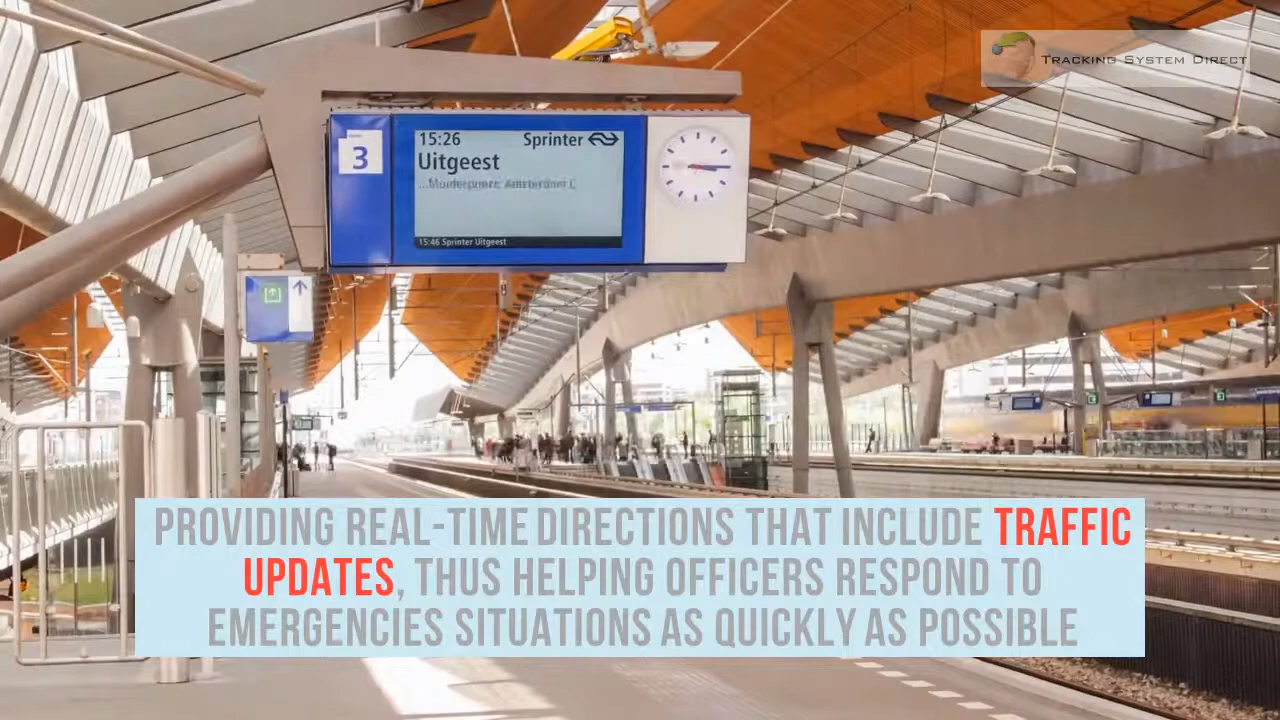 TRACKING SYSTEM DIRECT
3
15:26 Sprinter
Uitgeest
15:46 Sprinter Uitgeest
PROVIDING REAL-TIME DIRECTIONS THAT INCLUDE TRAFFIC
UPDATES, THUS HELPING OFFICERS RESPOND TO
EMERGENCIES SITUATIONS AS QUICKLY AS POSSIBLE